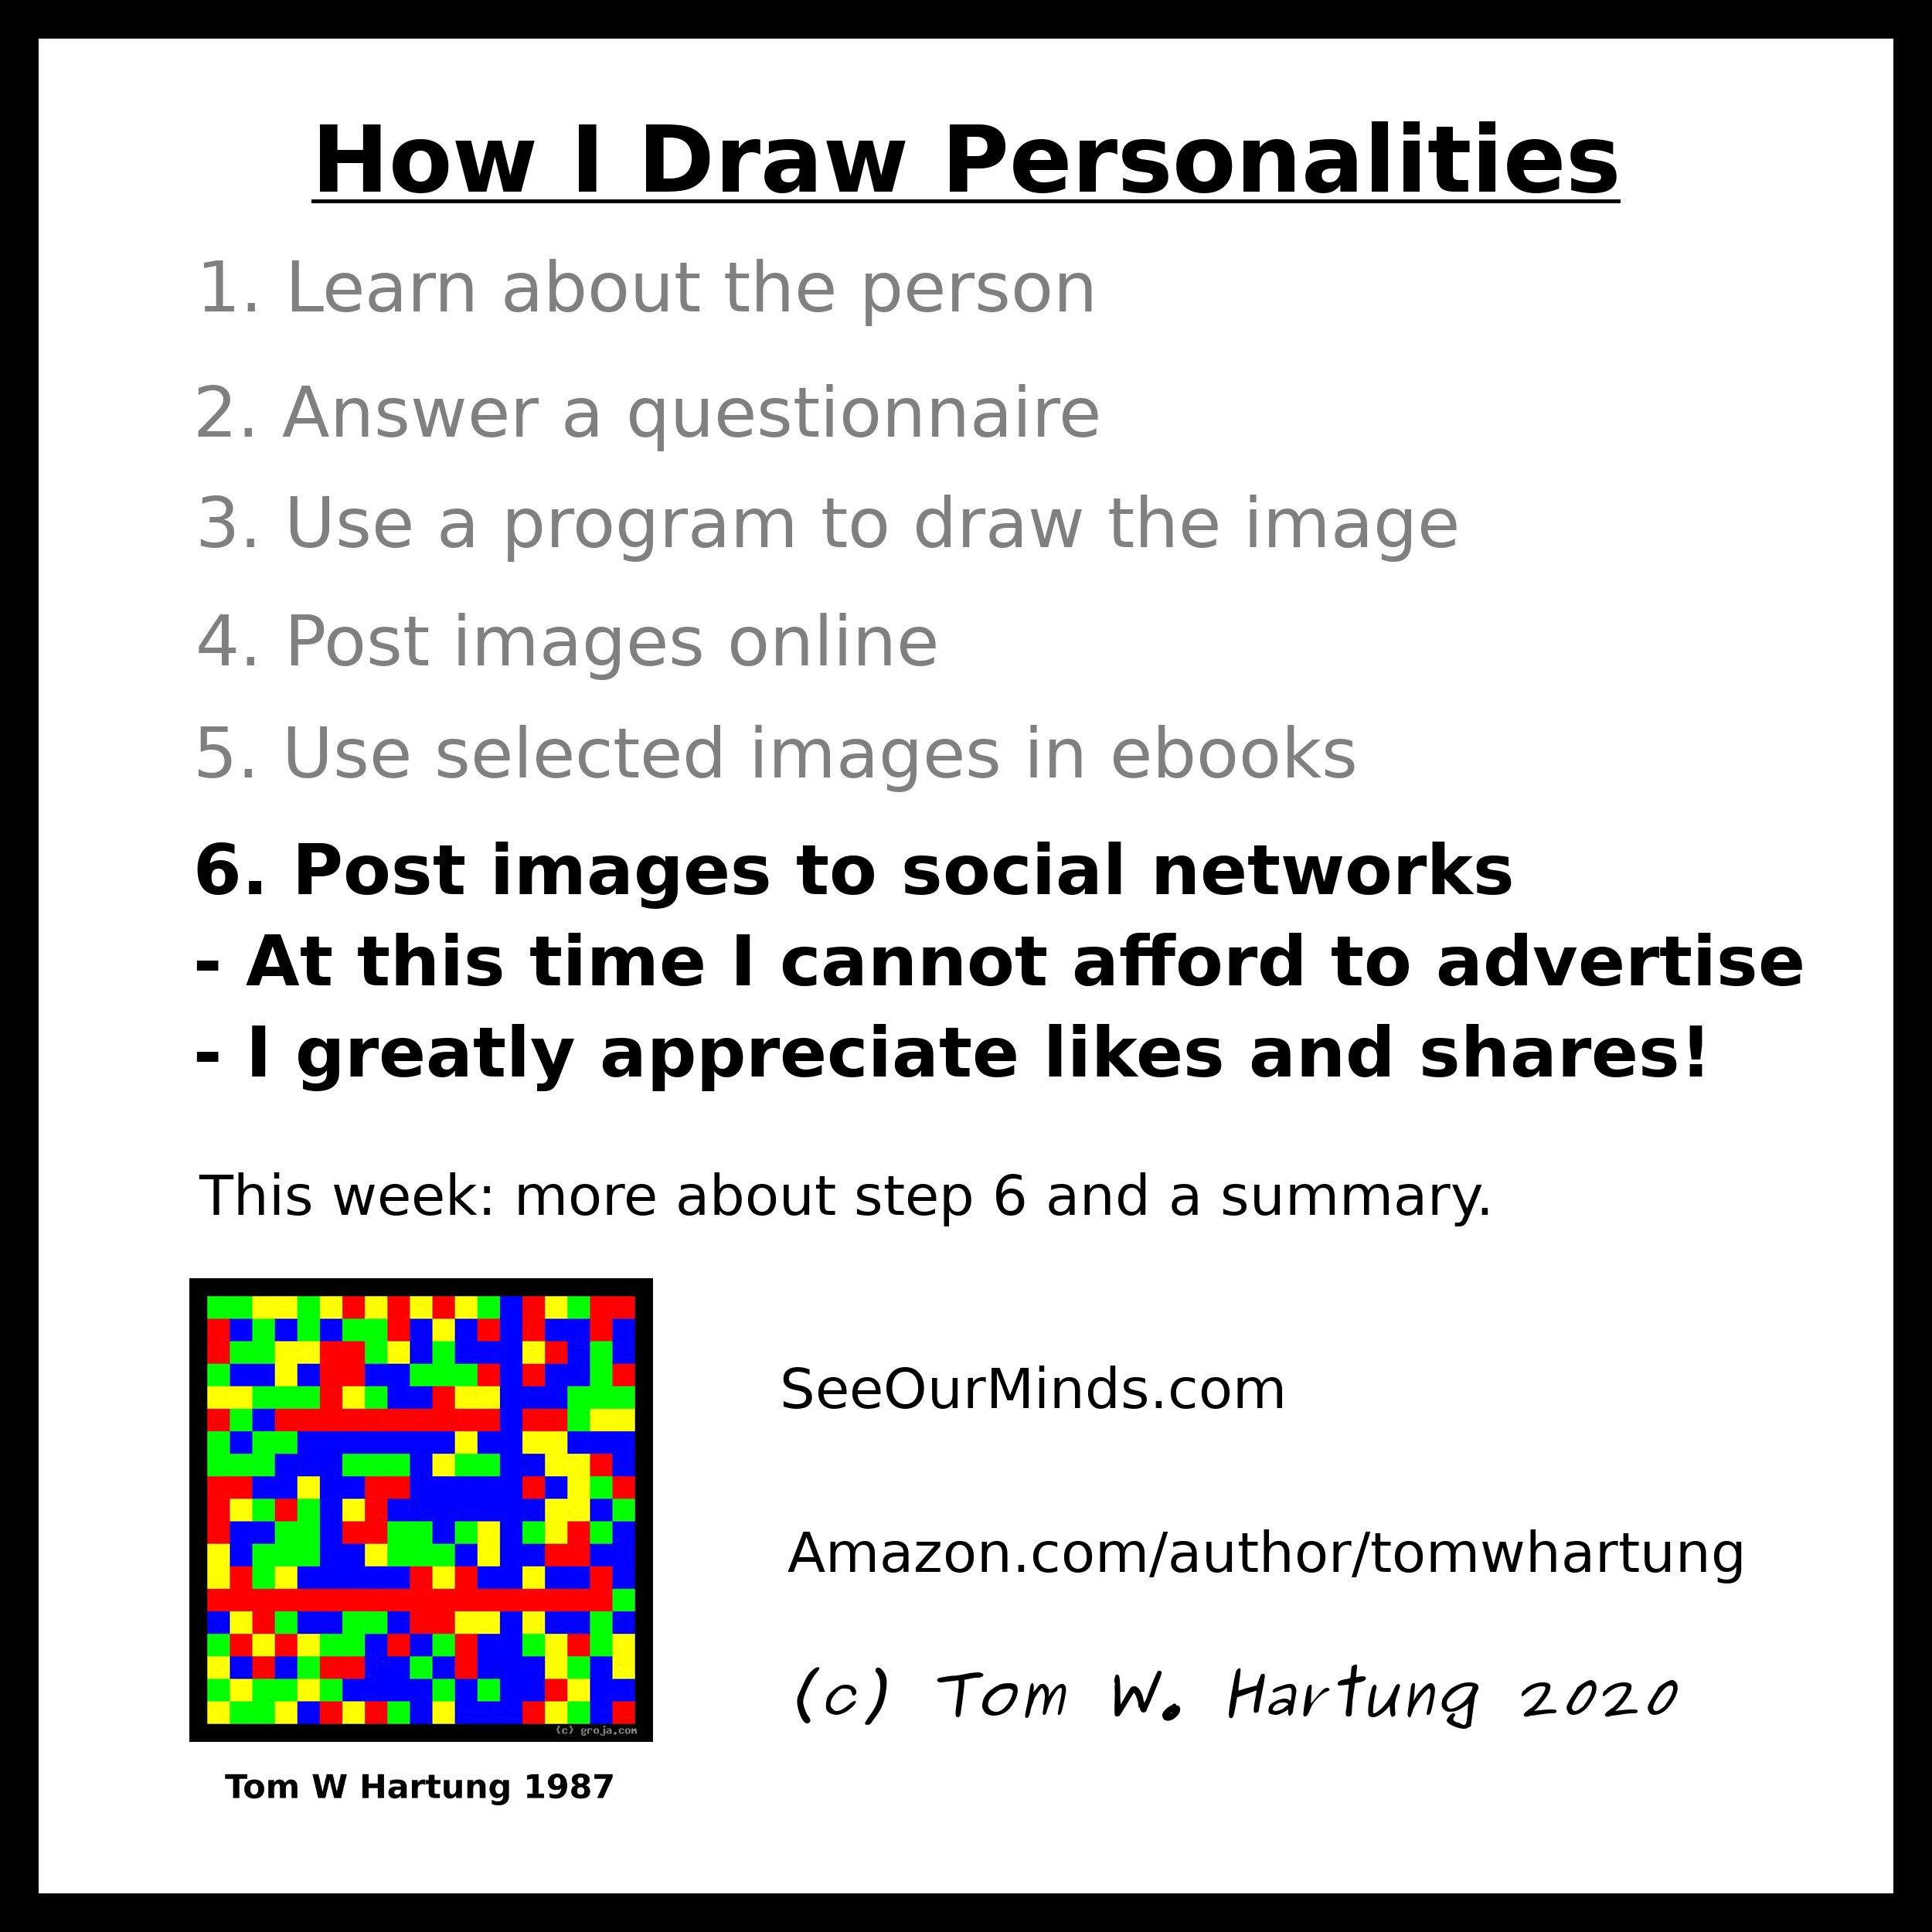 How I Draw Personalities
1. Learn about the person
2. Answer a questionnaire
3. Use a program to draw the image
4. Post images online
5. Use selected images in ebooks
6. Post images to social networks
- At this time I cannot afford to advertise
- I greatly appreciate likes and shares!
This week: more about step 6 and a summary.
SeeOurMinds.com
Amazon.com/author/tomwhartung
(c) Tom W. Hartung 2020
(c) groja.com
Tom W Hartung 1987